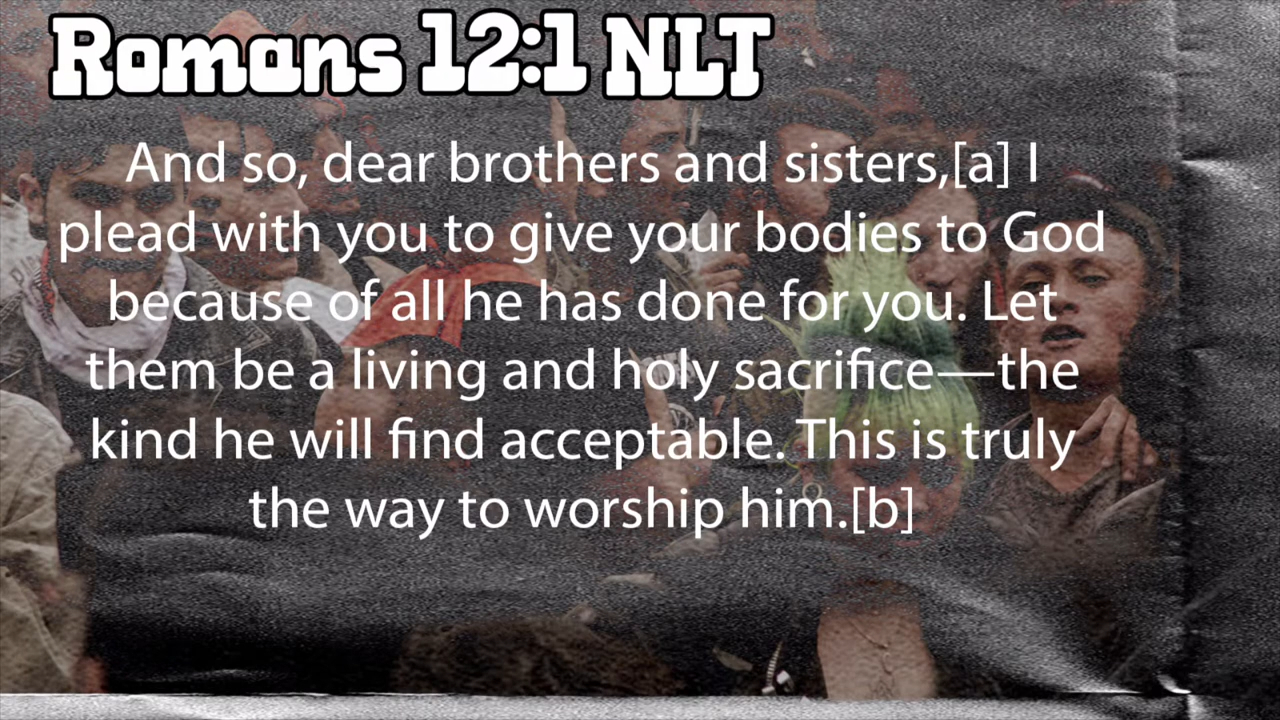 Romans 12:1 NLT
And so, dear brothers and sisters,[a] I
plead with you to give your bodies to God
because of all he has done for you. Let
them be a living and holy sacrifice—the
kind he will find acceptable. This is truly
the way to worship him.[b]